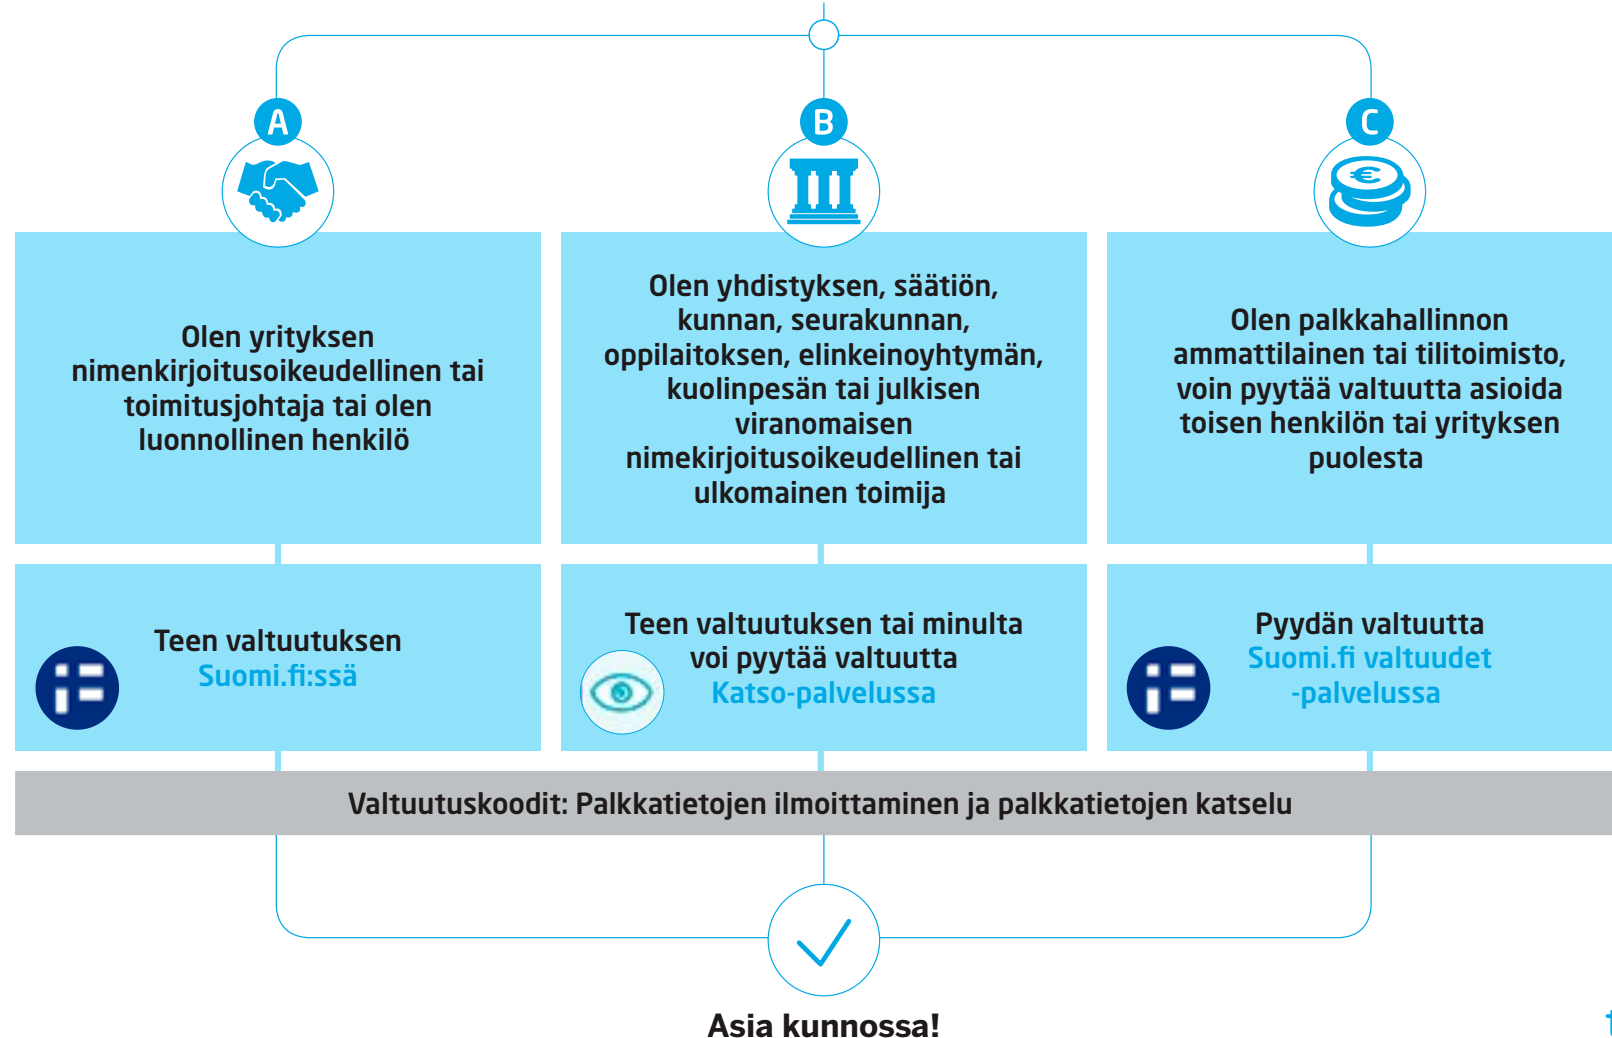 A
B
C
Olen yrityksen
nimenkirjoitusoikeudellinen tai
toimitusjohtaja tai olen
luonnollinen henkilö
Olen yhdistyksen, säätiön,
kunnan, seurakunnan,
oppilaitoksen, elinkeinoyhtymän,
kuolinpesän tai julkisen
viranomaisen
nimekirjoitusoikeudellinen tai
ulkomainen toimija
Olen palkkahallinnon
ammattilainen tai tilitoimisto,
voin pyytää valtuutta asioida
toisen henkilön tai yrityksen
puolesta
Teen valtuutuksen
Suomi.fi:ssä
Teen valtuutuksen tai minulta
voi pyytää valtuutta
Katso-palvelussa
Pyydän valtuutta
Suomi.fi valtuudet
-palvelussa
Valtuutuskoodit: Palkkatietojen ilmoittaminen ja palkkatietojen katselu
Asia kunnossa!